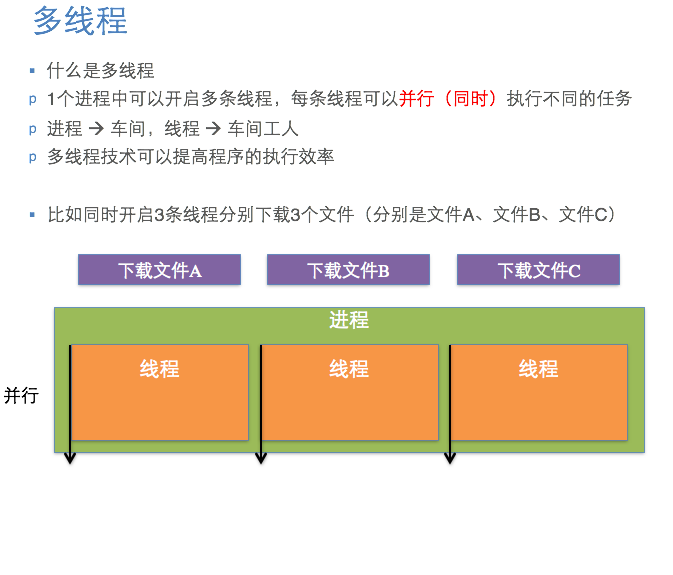 多线程
▪ 什么是多线程
p 1个进程中可以开启多条线程，每条线程可以并行（同时）执行不同的任务
p 进程 → 车间，线程 → 车间工人
p 多线程技术可以提高程序的执行效率
▪ 比如同时开启3条线程分别下载3个文件（分别是文件A、文件B、文件C）
下载文件A 下载文件B 下载文件C
进程
线程 线程 线程
并行